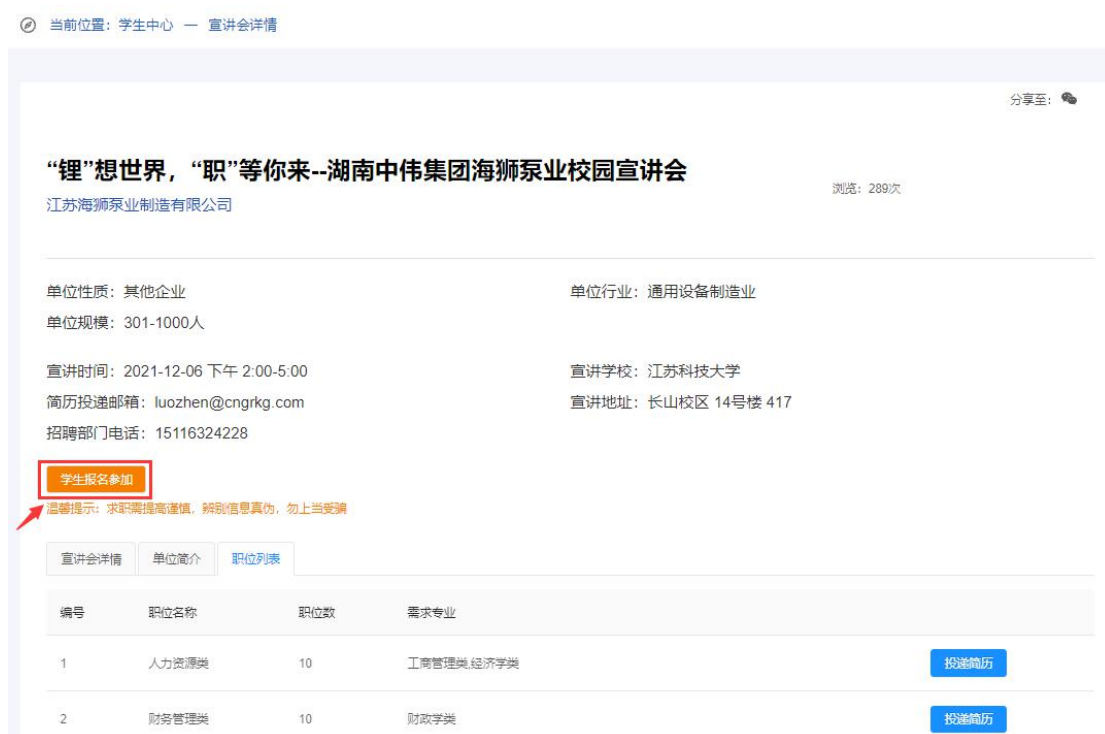 当前位置：学生中心 一 宣讲会详情
分享至：
“锂”想世界，“职”等你来--湖南中伟集团海狮泵业校园宣讲会
浏览：289次
江苏海狮泵业制造有限公司
单位性质：其他企业
单位行业：通用设备制造业
单位规模：301-1000人
宣讲时间：2021-12-06 下午 2:00-5:00
宣讲学校：江苏科技大学
简历投递邮箱：luozhen@cngrkg.com
宣讲地址：长山校区 14号楼 417
招聘部门电话：15116324228
学生报名参加
温馨提示：求职需提高谨慎，辨别信息真伪，勿上当受骗
宣讲会详情 单位简介 职位列表
编号 职位名称 职位数 需求专业
1 人力资源类 10 工商管理类,经济学类 投递简历
2 财务管理类 10 财政学类 投递简历